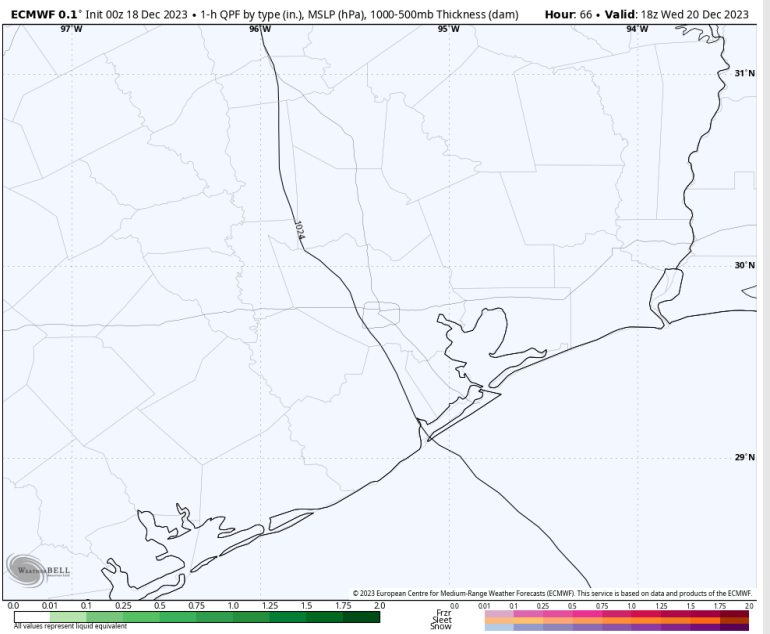 ECMWF 0.1° Init 00z 18 Dec 2023 • 1-h QPF by type (in.), MSLP (hPa), 1000-500mb Thickness (dam) Hour: 66 • Valid: 18z Wed 20 Dec 2023
97°W 96°W 95°W 94°W
31°N
1024
30°N
29°N
WEATHERBELL
© 2023 European Centre for Medium-Range Weather Forecasts (ECMWF). This service is based on data and products of the ECMWF.
0.0 0.01 0.1 0.25 0.5 0.75 1.0 1.25 1.5 1.75 2.0 0.0 0.01 0.1 0.25 0.5 0.75 1.0 1.25 1.5 1.75 2.0
Frzr
Sleet
Snow
All values represent liquid equivalent